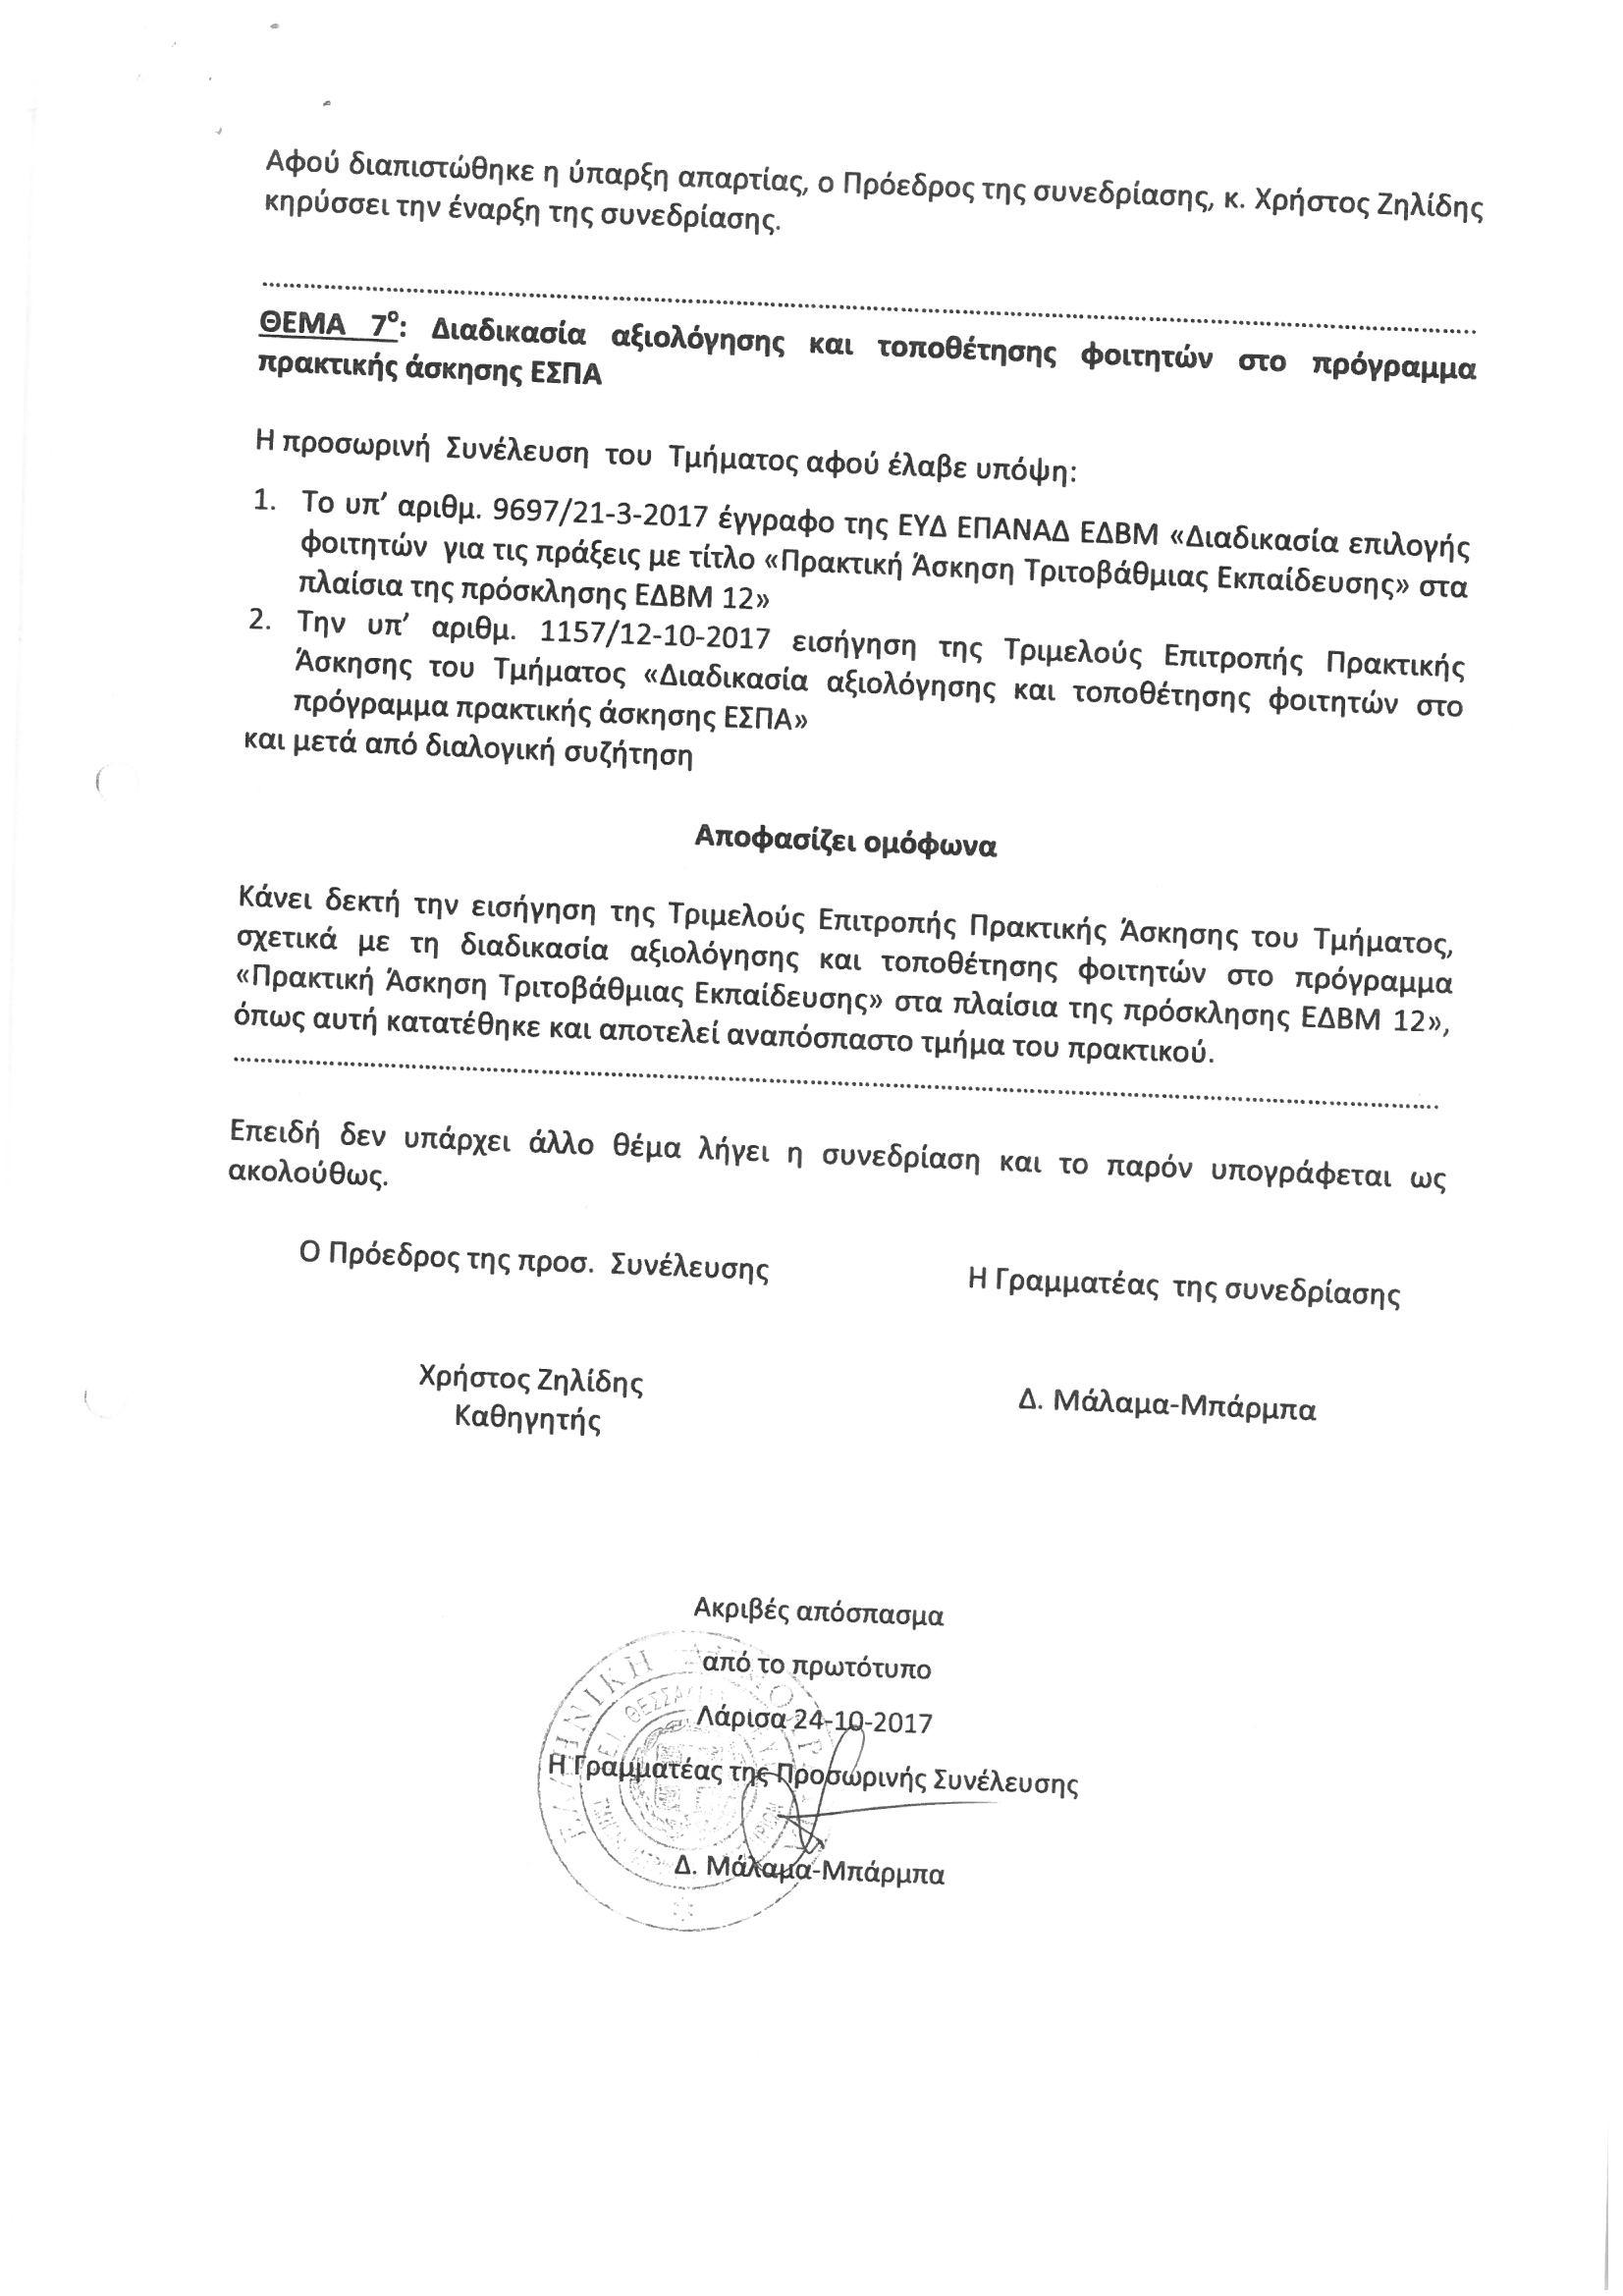 Αφού διαπιστώθηκε η ύπαρξη απαρτίας, ο Πρόεδρος της συνεδρίασης, κ. Χρήστος Ζηλίδης
κηρύσσει την έναρξη της συνεδρίασης.
ΘΕΜΑ 7º: Διαδικασία αξιολόγησης και τοποθέτησης φοιτητών στο πρόγραμμα
πρακτικής άσκησης ΕΣΠΑ
Η προσωρινή Συνέλευση του Τμήματος αφού έλαβε υπόψη:
1. Το υπ’ αριθμ. 9697/21-3-2017 έγγραφο της ΕΥΔ ΕΠΑΝΑΔ ΕΔΒΜ «Διαδικασία επιλογής
φοιτητών για τις πράξεις με τίτλο «Πρακτική Άσκηση Τριτοβάθμιας Εκπαίδευσης» στα
πλαίσια της πρόσκλησης ΕΔΒΜ 12»
2. Την υπ’ αριθμ. 1157/12-10-2017 εισήγηση της Τριμελούς Επιτροπής Πρακτικής
Άσκησης του Τμήματος «Διαδικασία αξιολόγησης και τοποθέτησης φοιτητών στο
πρόγραμμα πρακτικής άσκησης ΕΣΠΑ»
και μετά από διαλογική συζήτηση
Αποφασίζει ομόφωνα
Κάνει δεκτή την εισήγηση της Τριμελούς Επιτροπής Πρακτικής Άσκησης του Τμήματος,
σχετικά με τη διαδικασία αξιολόγησης και τοποθέτησης φοιτητών στο πρόγραμμα
«Πρακτική Άσκηση Τριτοβάθμιας Εκπαίδευσης» στα πλαίσια της πρόσκλησης ΕΔΒΜ 12»,
όπως αυτή κατατέθηκε και αποτελεί αναπόσπαστο τμήμα του πρακτικού.
Επειδή δεν υπάρχει άλλο θέμα λήγει η συνεδρίαση και το παρόν υπογράφεται ως
ακολούθως.
Ο Πρόεδρος της προσ. Συνέλευσης
Η Γραμματέας της συνεδρίασης
Χρήστος Ζηλίδης
Καθηγητής
Δ. Μάλαμα-Μπάρμπα
Ακριβές απόσπασμα
από το πρωτότυπο
Λάρισα 24-10-2017
Η Γραμματέας της Προσωρινής Συνέλευσης
Δ. Μάλαμα-Μπάρμπα
ΕΛΛΗΝΙΚΗ